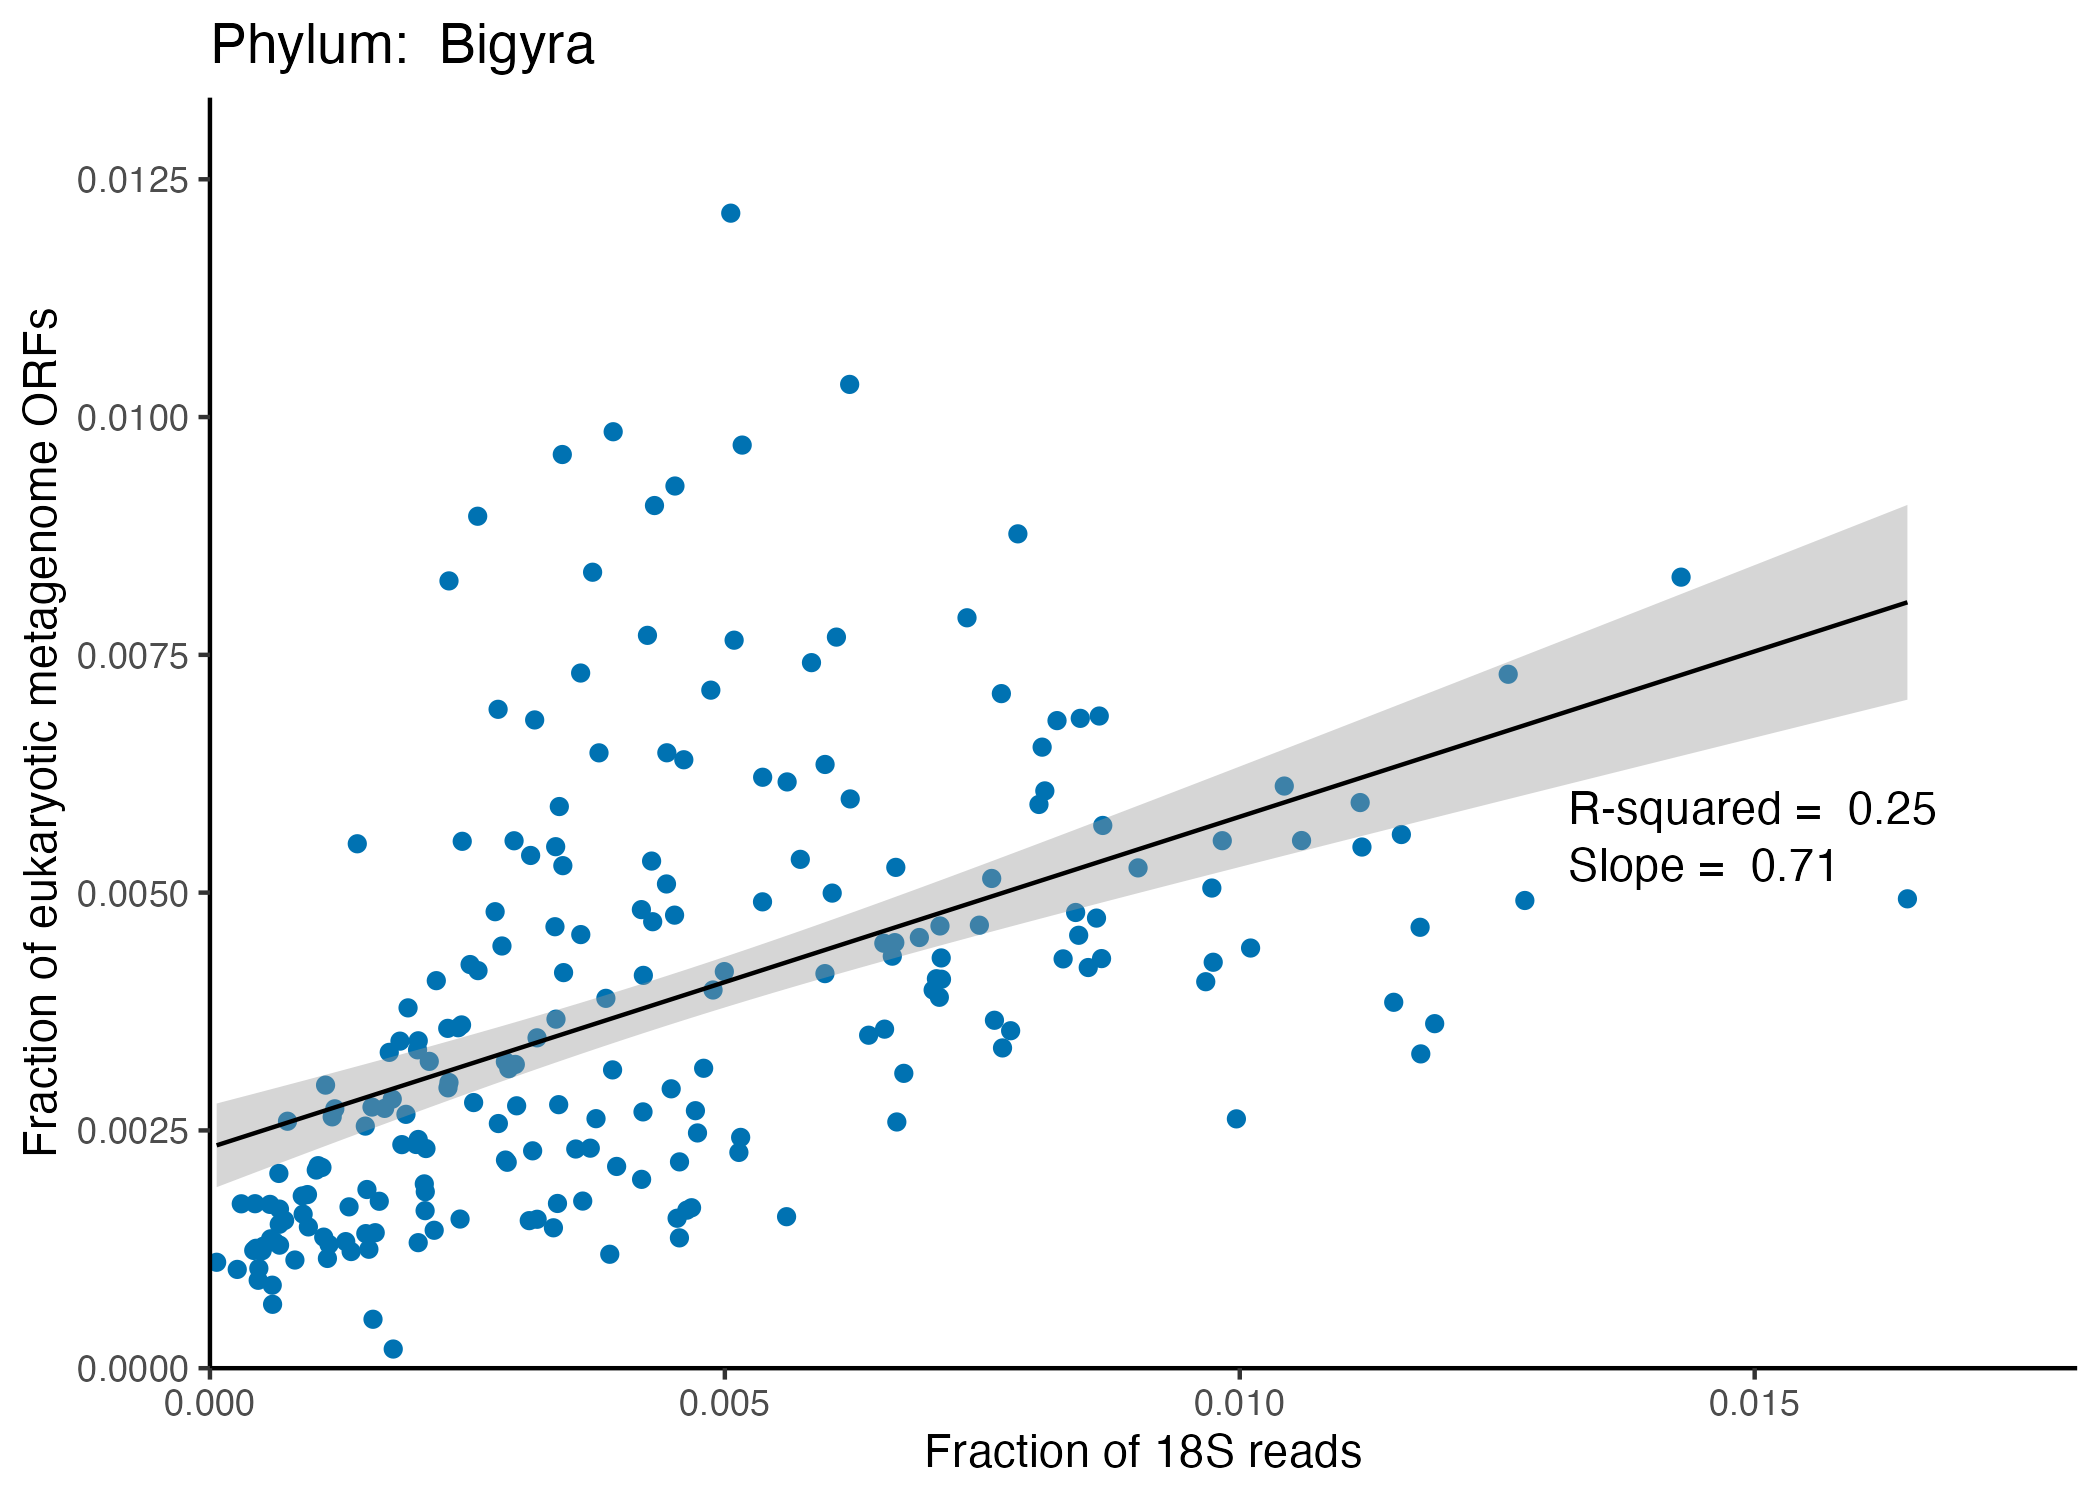 Phylum:  Bigyra
Fraction of eukaryotic metagenome ORFs
0.0125
0.0100
0.0075
0.0050
0.0025
0.0000
R-squared =  0.25
Slope =  0.71
0.000 0.005 0.010 0.015
Fraction of 18S reads